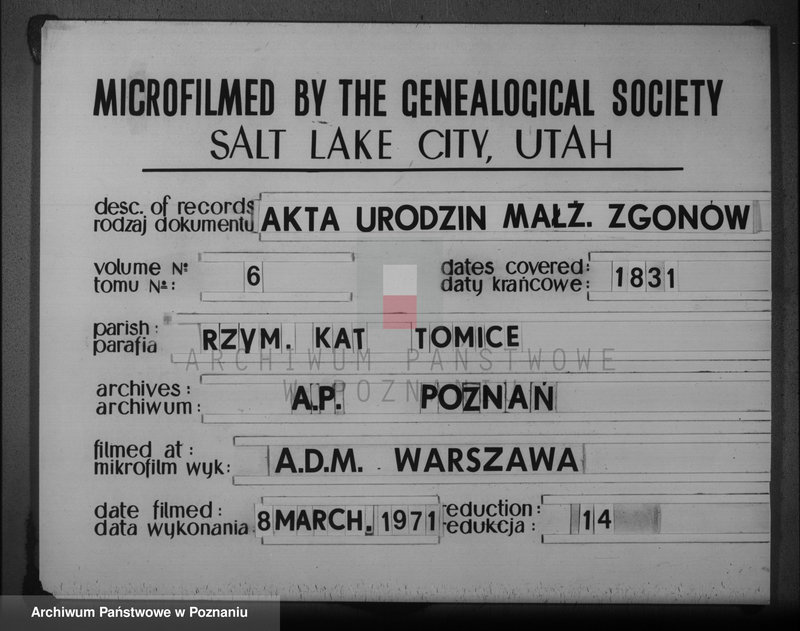 MICROFILMED BY THE GENEALOGICAL SOCIETY
SALT LAKE CITY, UTAH
desc. of records
rodzaj dokumentu
AKTA URODZIN MAŁŻ. ZGONÓW
volume №
tomu №:
6
dates covered:
daty krańcowe:
1831
parish:
parafia
RZYM. KAT TOMICE
ARCHIWUM PAŃSTWOWE
W POZNANIU
archives:
archiwum:
A.P. POZNAŃ
filmed at:
mikrofilm wyk:
A.D.M. WARSZAWA
date filmed:
data wykonania
8 MARCH. 1971
reduction:
redukcja:
14
Archiwum Państwowe w Poznaniu